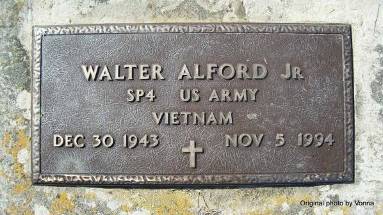 WALTER ALFORD JR
SP4 US ARMY
VIETNAM
DEC 30 1943 NOV 5 1994
Original photo by Vonna